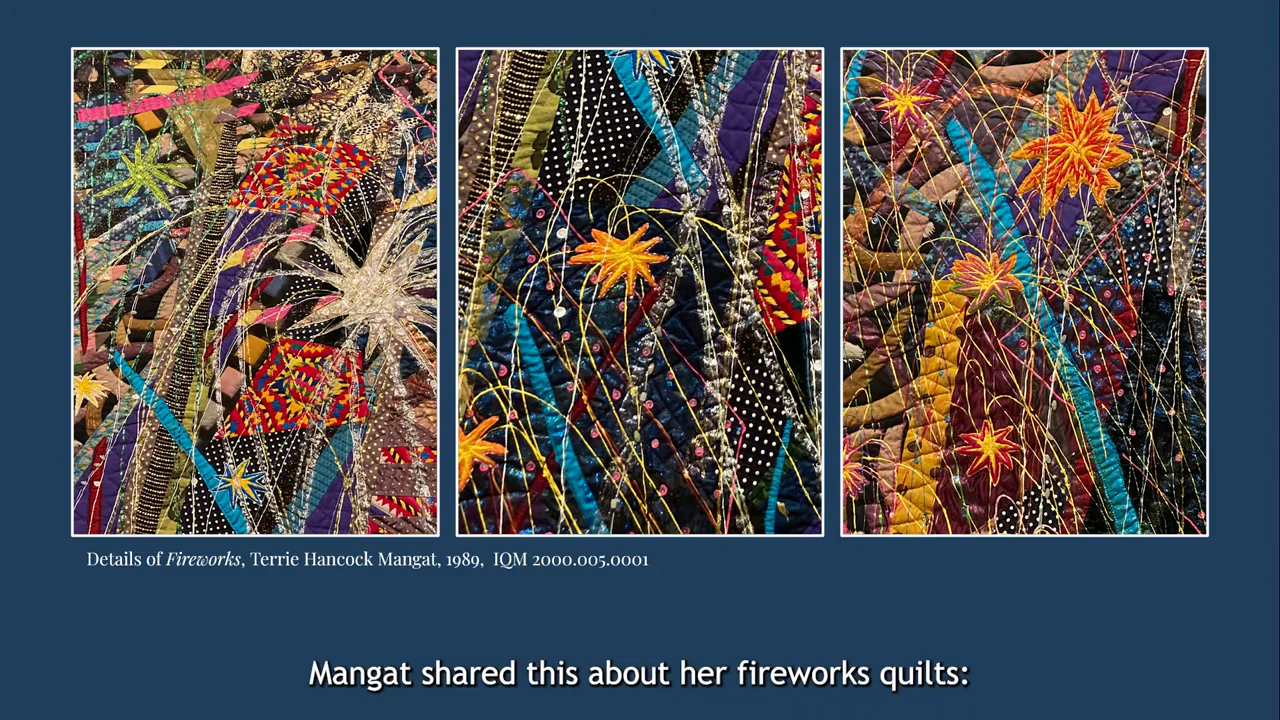 Details of Fireworks, Terrie Hancock Mangat, 1989, IQM 2000.005.0001
Mangat shared this about her fireworks quilts: